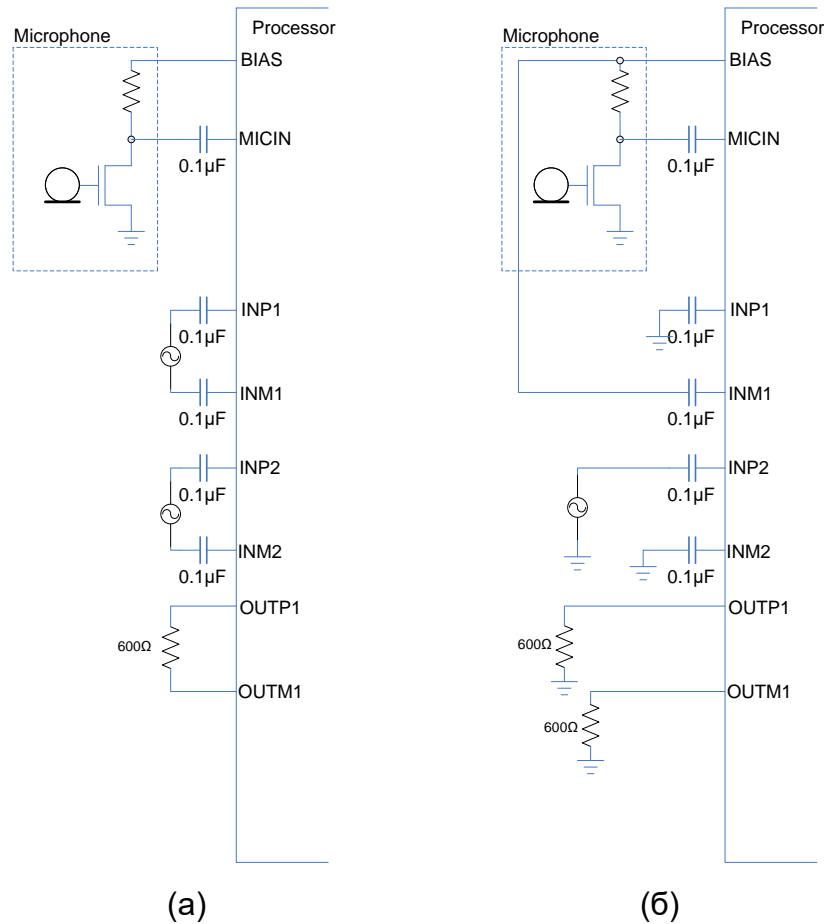 Processor
Microphone
BIAS
MICIN
0.1µF
INP1
0.1µF
INM1
0.1µF
INP2
0.1µF
INM2
0.1µF
OUTP1
600Ω
OUTM1
(а)
Processor
Microphone
BIAS
MICIN
0.1µF
INP1
0.1µF
INM1
0.1µF
INP2
0.1µF
INM2
0.1µF
OUTP1
600Ω
OUTM1
600Ω
(б)